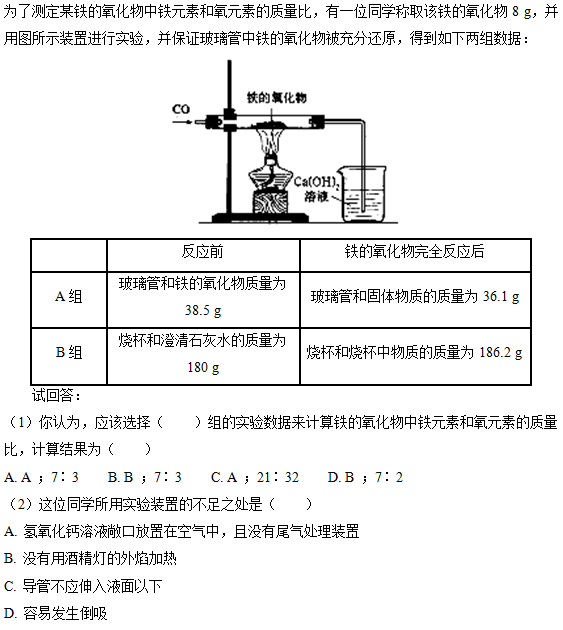 为了测定某铁的氧化物中铁元素和氧元素的质量比，有一位同学称取该铁的氧化物 8 g，并
用图所示装置进行实验，并保证玻璃管中铁的氧化物被充分还原，得到如下两组数据：
铁的氧化物
CO
Ca(OH)₂
溶液
反应前
铁的氧化物完全反应后
A 组
玻璃管和铁的氧化物质量为
38.5 g
玻璃管和固体物质的质量为 36.1 g
B 组
烧杯和澄清石灰水的质量为
180 g
烧杯和烧杯中物质的质量为 186.2 g
试回答：
（1）你认为，应该选择（ ）组的实验数据来计算铁的氧化物中铁元素和氧元素的质量
比，计算结果为（ ）
A. A ；7∶3 B. B ；7∶3 C. A ；21∶32 D. B ；7∶2
（2）这位同学所用实验装置的不足之处是（ ）
A. 氢氧化钙溶液敞口放置在空气中，且没有尾气处理装置
B. 没有用酒精灯的外焰加热
C. 导管不应伸入液面以下
D. 容易发生倒吸